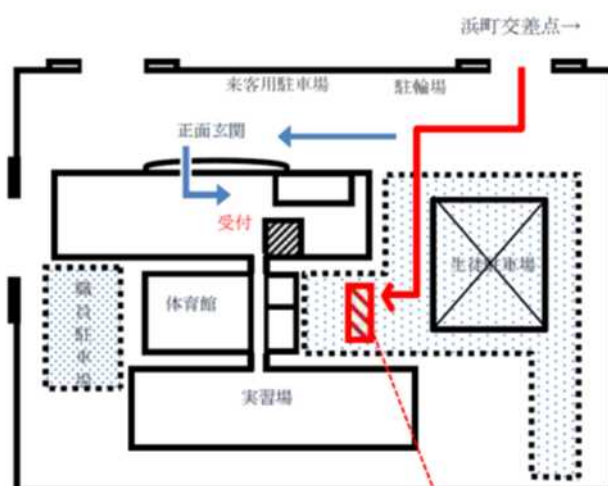 浜町交差点→
来客用駐車場
駐輪場
正面玄関
受付
生徒駐車場
職員駐車場
体育館
実習場